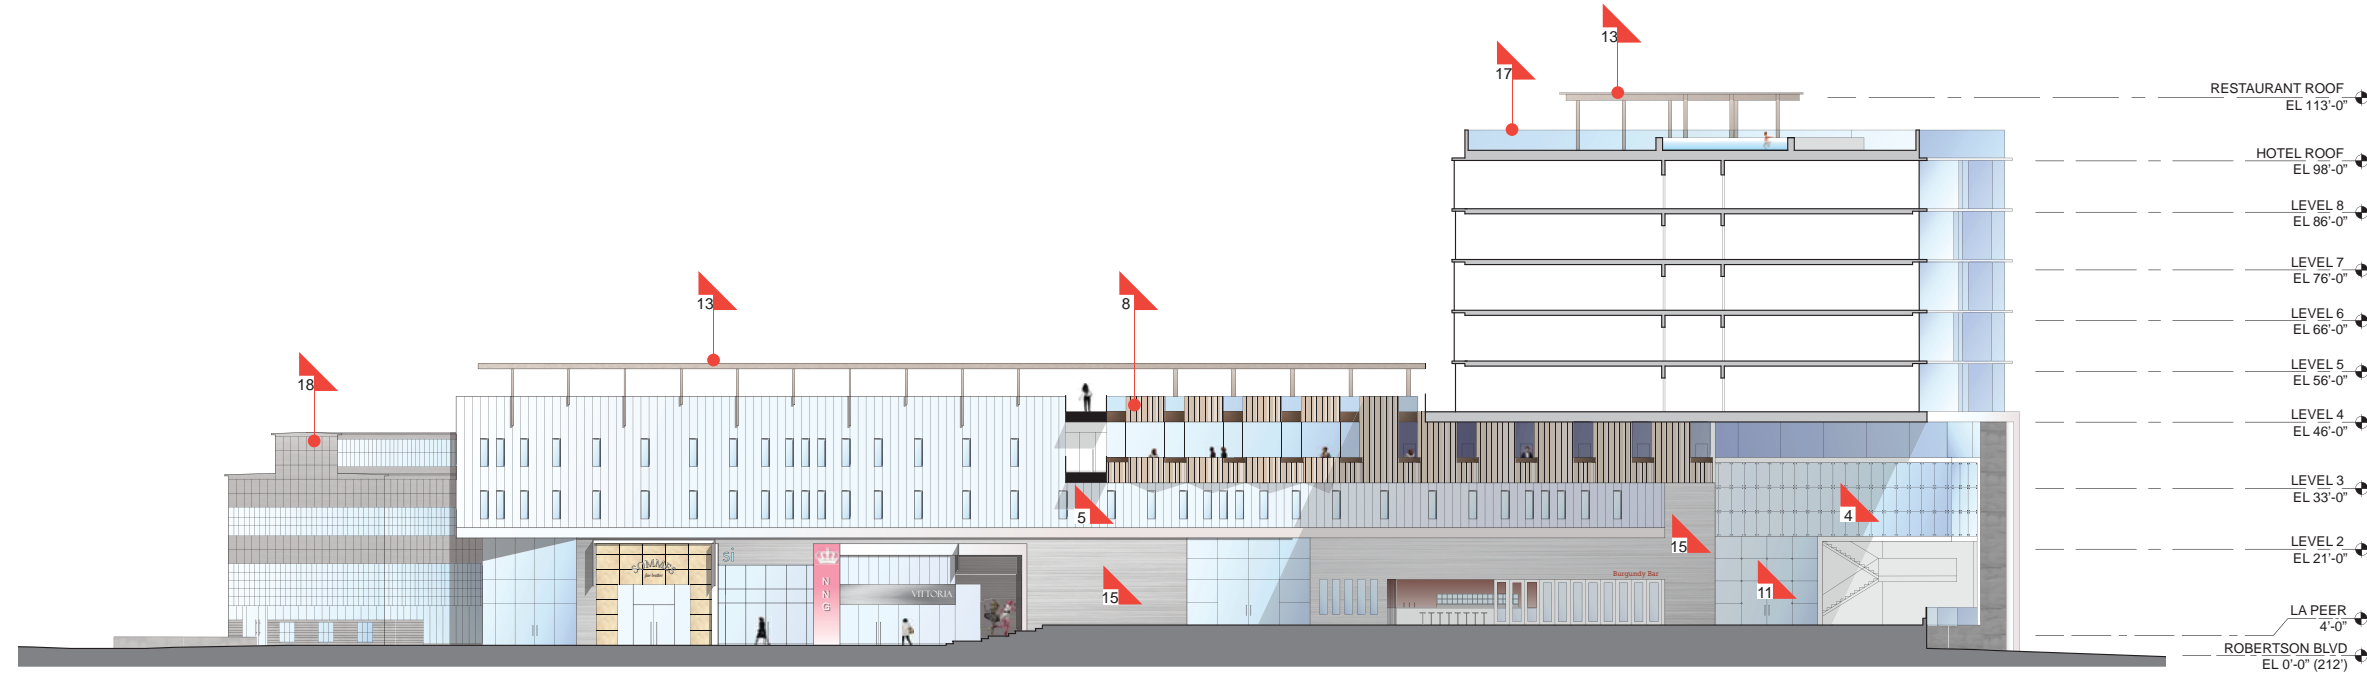 13
17
RESTAURANT ROOF
EL 113'-0"
HOTEL ROOF
EL 98'-0"
LEVEL 8
EL 86'-0"
LEVEL 7
EL 76'-0"
13
8
LEVEL 6
EL 66'-0"
18
LEVEL 5
EL 56'-0"
LEVEL 4
EL 46'-0"
LEVEL 3
EL 33'-0"
5
4
15
LEVEL 2
EL 21'-0"
SOMMES
si
NNG
VITTORIA
15
Burgundy Bar
11
LA PEER
4'-0"
ROBERTSON BLVD
EL 0'-0" (212')